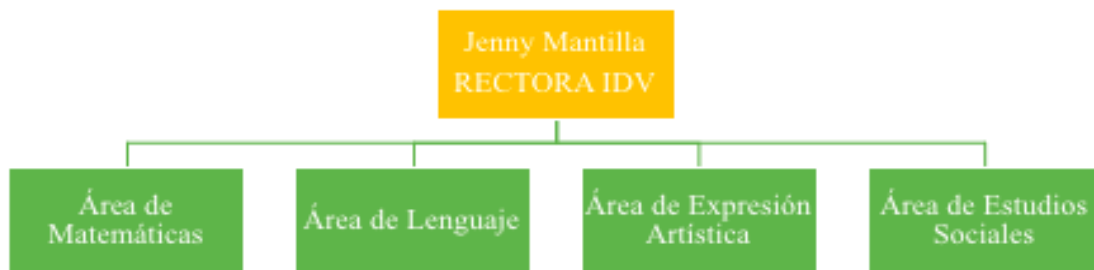 Jenny Mantilla
RECTORA IDV
Área de
Matemáticas
Área de Lenguaje
Área de Expresión
Artística
Área de Estudios
Sociales